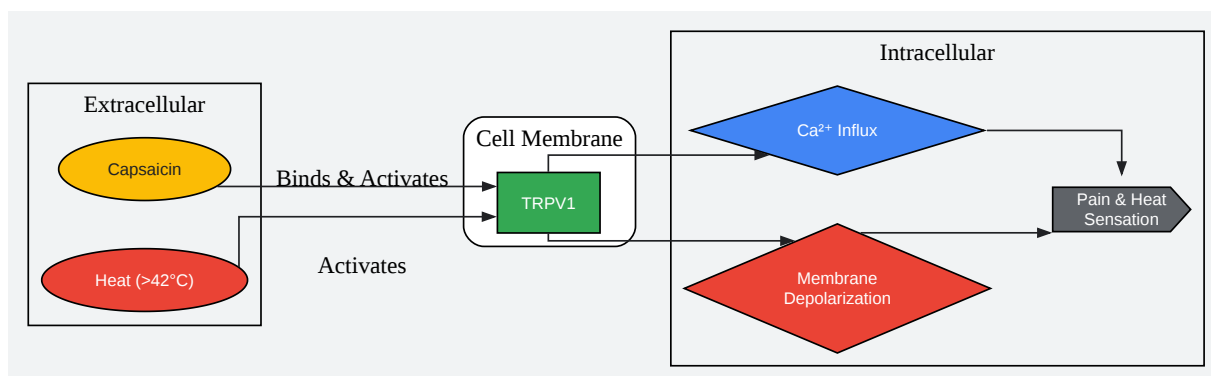 Extracellular
Capsaicin
Heat (>42°C)
Binds & Activates
Activates
Cell Membrane
TRPV1
Intracellular
Ca²⁺ Influx
Membrane
Depolarization
Pain & Heat
Sensation